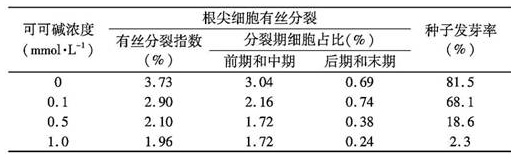 可可碱浓度 根尖细胞有丝分裂 种子发芽率
(mmol·L⁻¹) 有丝分裂指数 分裂期细胞占比(%) (%)
(%) 前期和中期 后期和末期
0 3.73 3.04 0.69 81.5
0.1 2.90 2.16 0.74 68.1
0.5 2.10 1.72 0.38 18.6
1.0 1.96 1.72 0.24 2.3